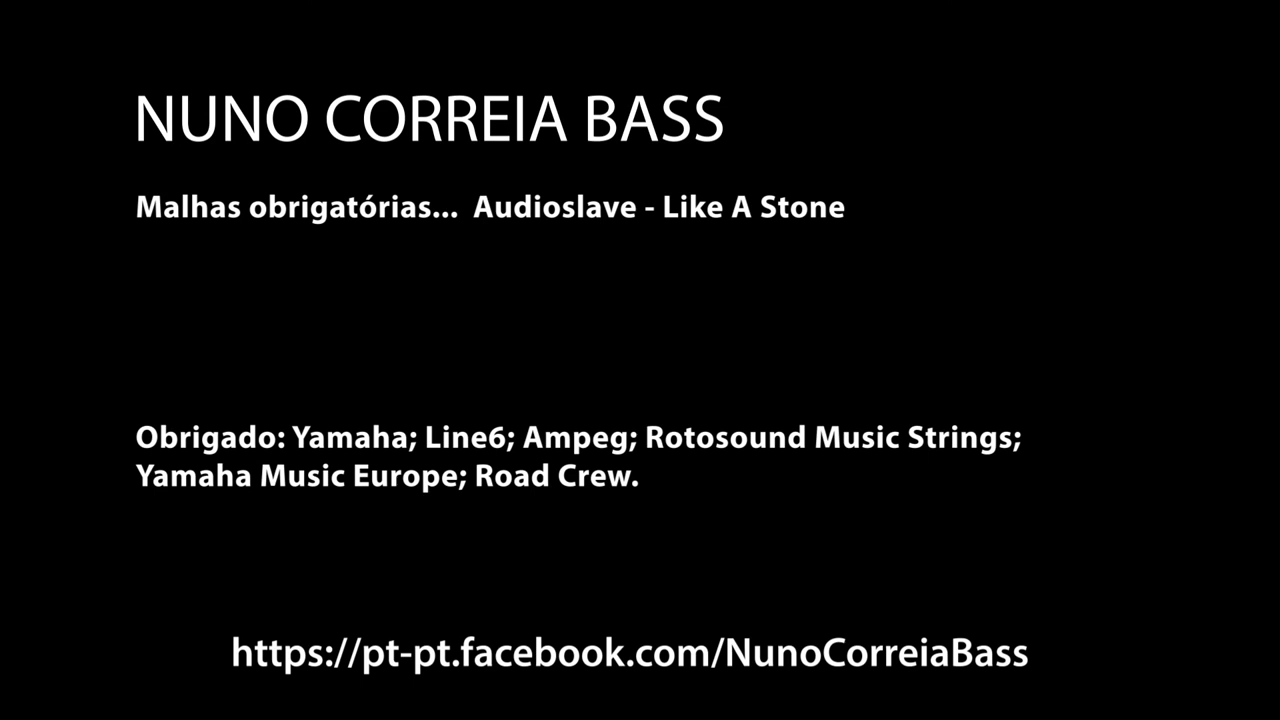 NUNO CORREIA BASS
Malhas obrigatórias... Audioslave - Like A Stone
Obrigado: Yamaha; Line6; Ampeg; Rotosound Music Strings;
Yamaha Music Europe; Road Crew.
https://pt-pt.facebook.com/NunoCorreiaBass